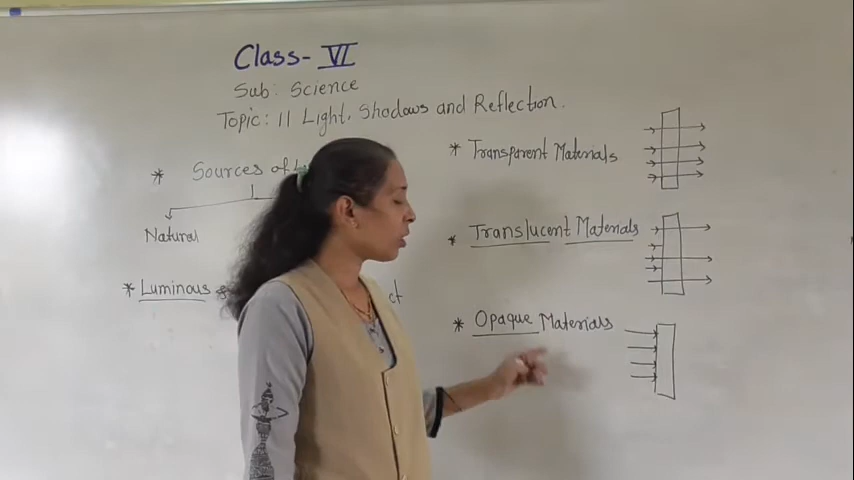 Class- VI
Sub: Science
Topic: 11 Light, Shadows and Reflection.
* Sources of
Natural
* Luminous
* Transparent Materials
* Translucent Materials
* Opaque Materials